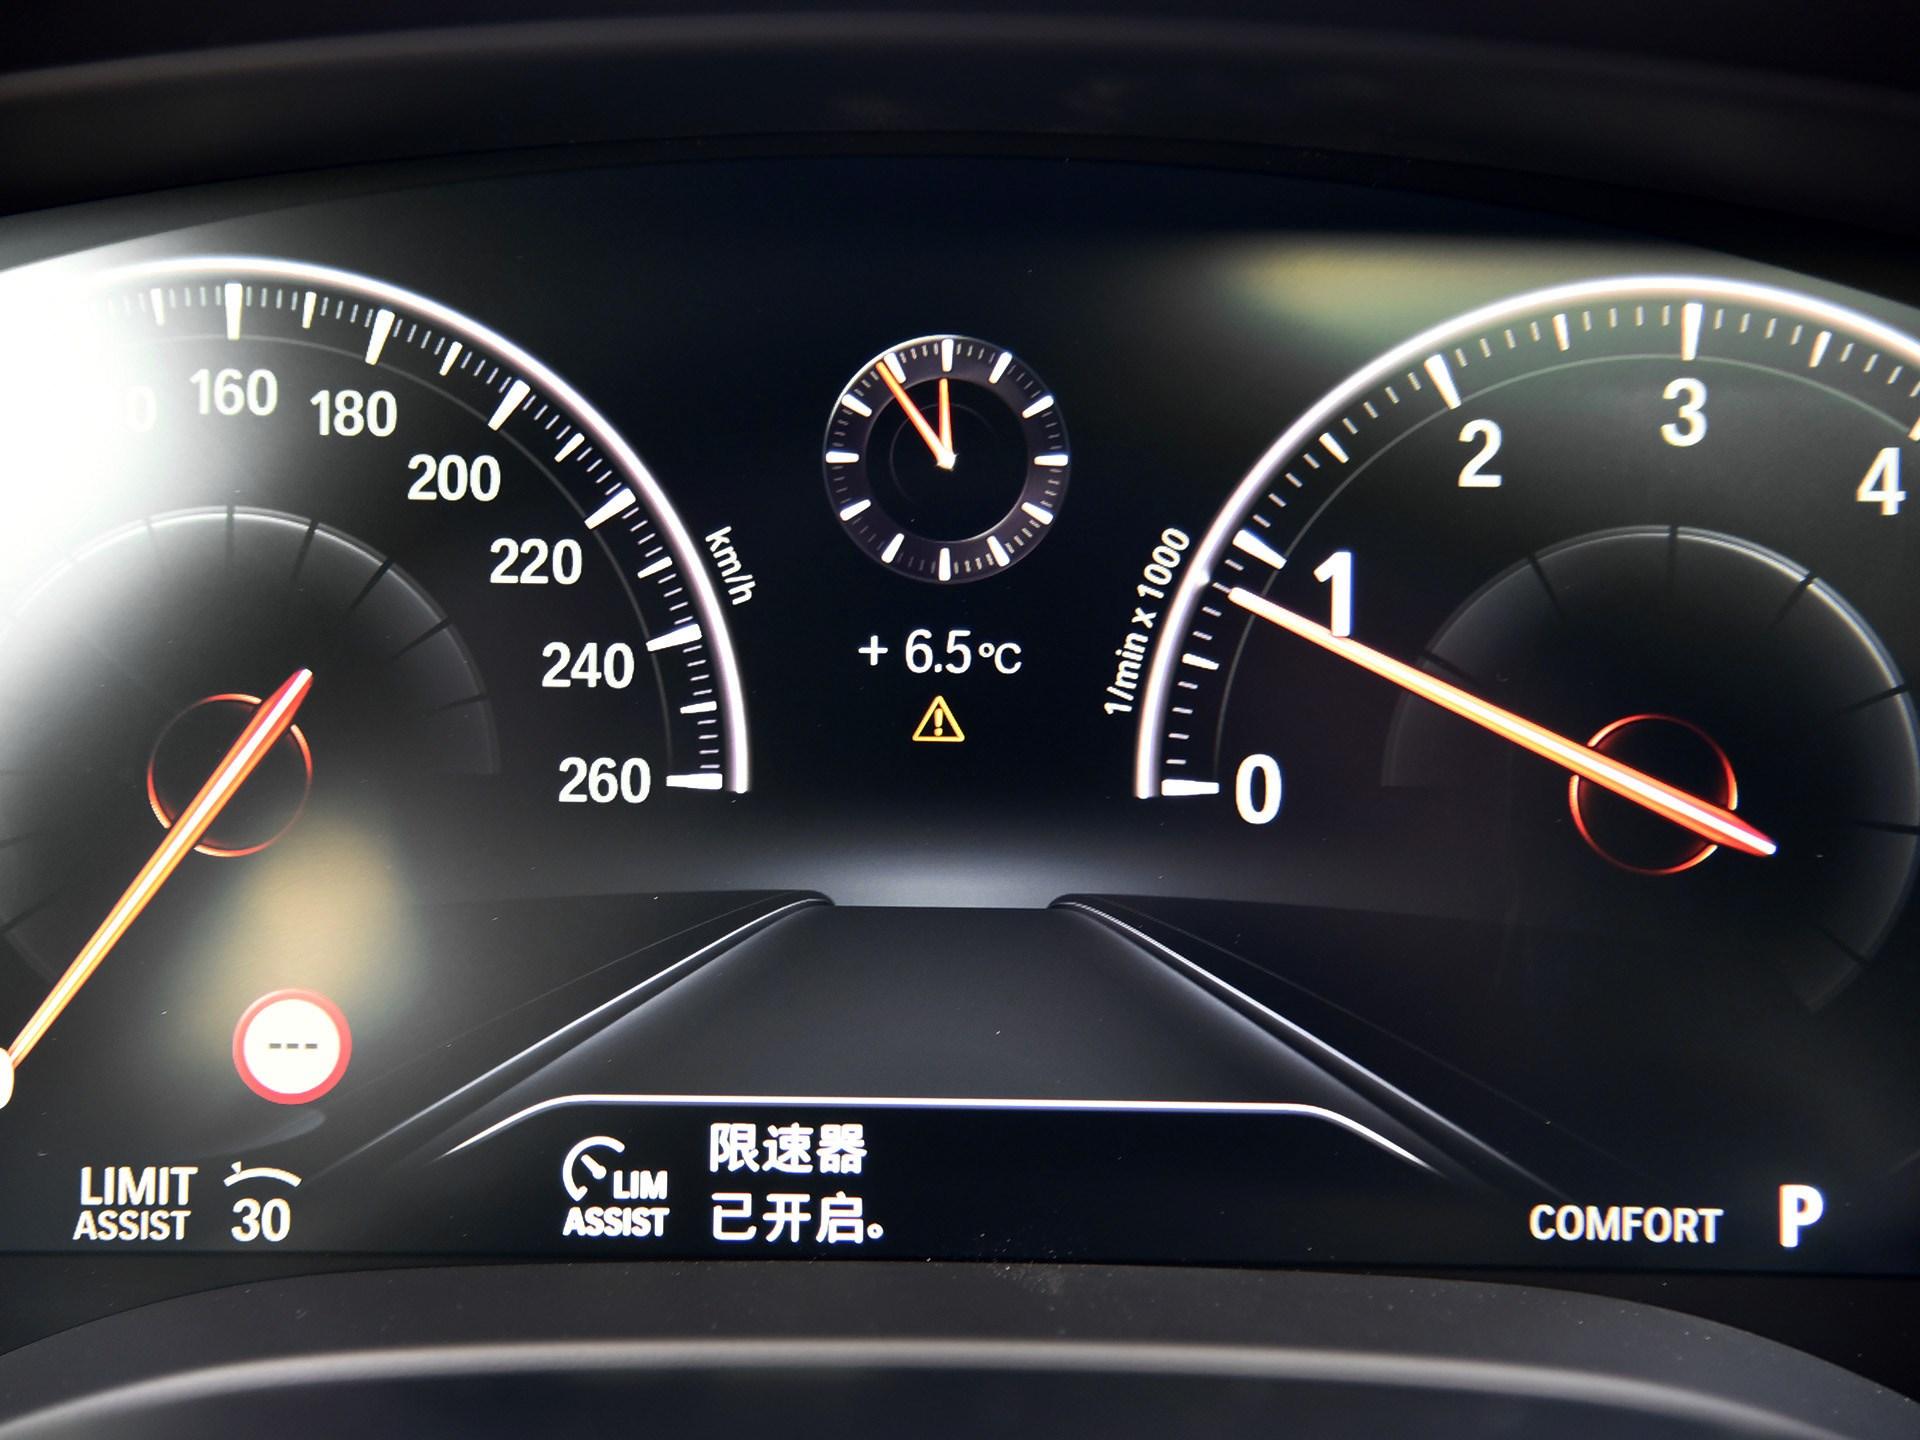 160
180
200
220
240
260
km/h
+ 6.5°C
1/min x 1000
0
1
2
3
4
LIMIT
ASSIST
30
LIM
ASSIST
限速器
已开启。
COMFORT
P